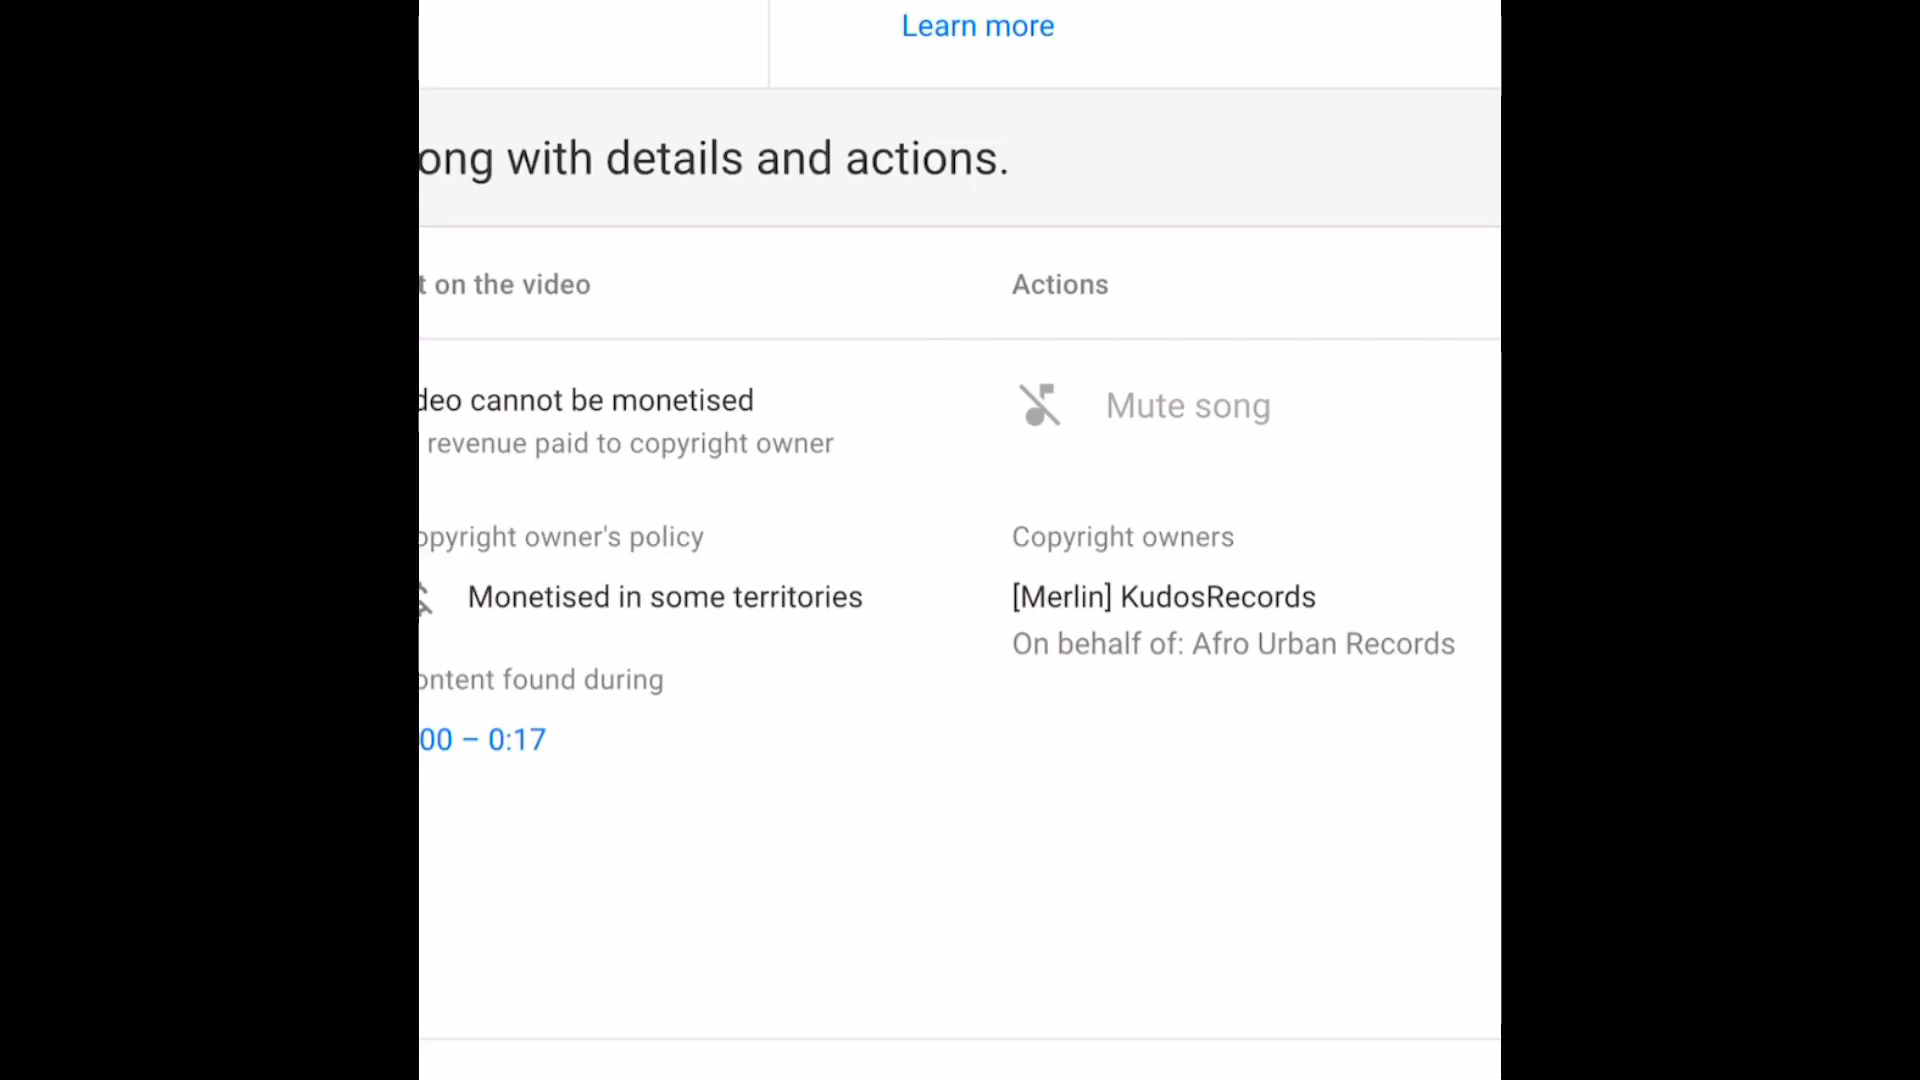 Learn more
ong with details and actions.
t on the video
Actions
deo cannot be monetised
revenue paid to copyright owner
Mute song
opyright owner's policy
Monetised in some territories
Copyright owners
[Merlin] KudosRecords
On behalf of: Afro Urban Records
ontent found during
00 – 0:17